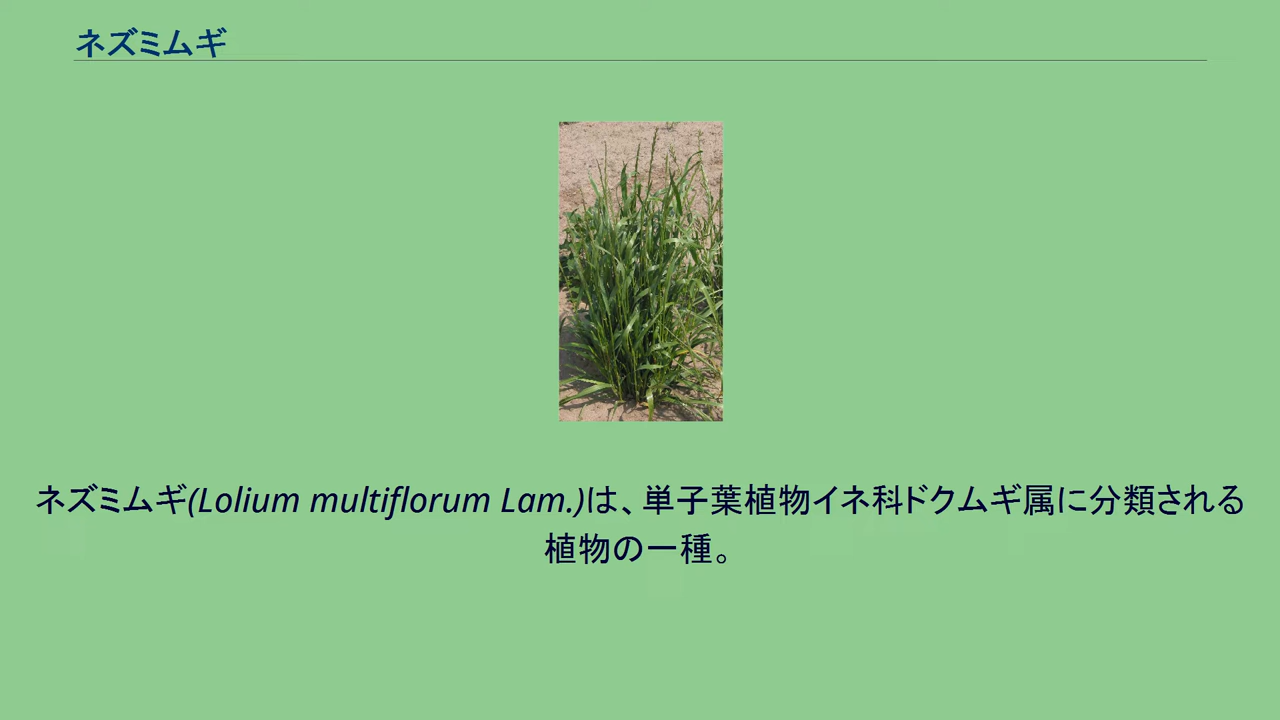 ネズミムギ
ネズミムギ(Lolium multiflorum Lam.)は、単子葉植物イネ科ドクムギ属に分類される
植物の一種。